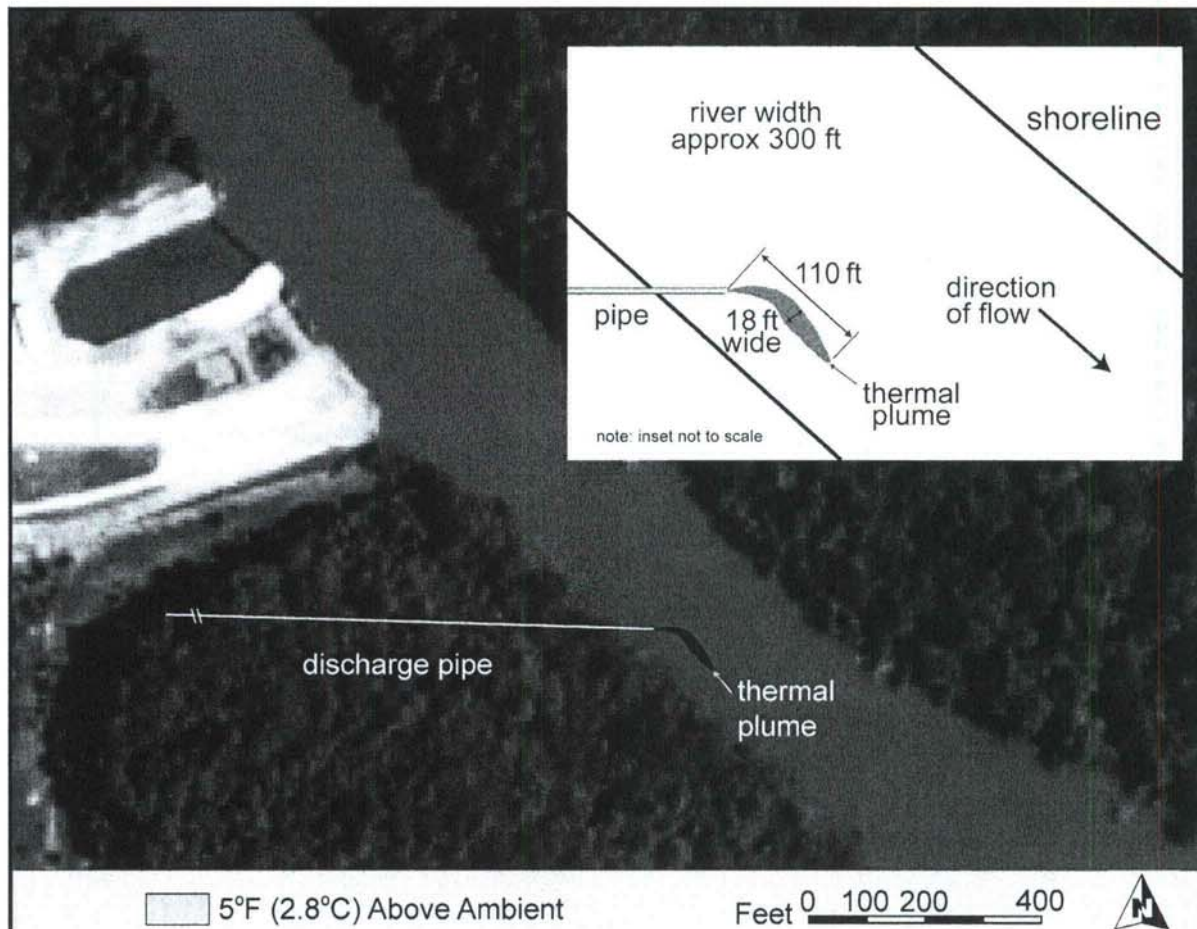 river width
approx 300 ft
shoreline
110 ft
direction
of flow
pipe
18 ft
wide
thermal
plume
note: inset not to scale
discharge pipe
thermal
plume
5°F (2.8°C) Above Ambient
Feet 0 100 200 400
N